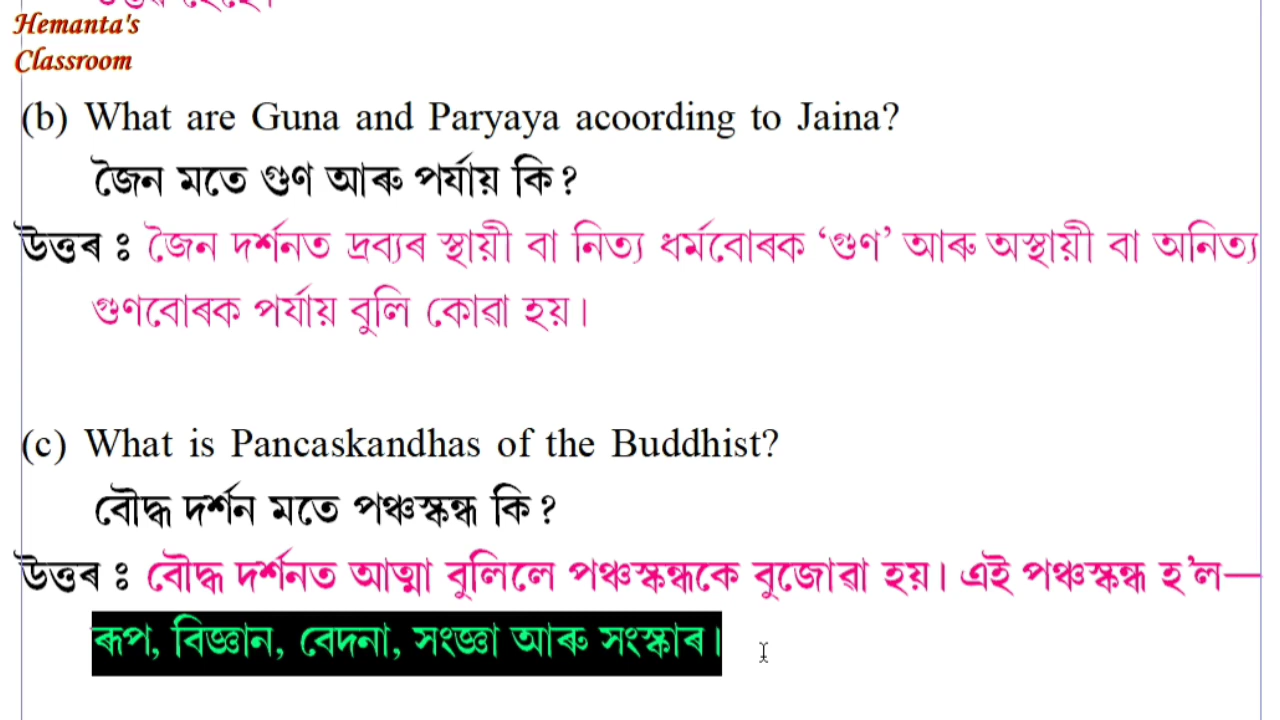 Hemanta's
Classroom
(b) What are Guna and Paryaya acoording to Jaina?
জৈন মতে গুণ আৰু পৰ্যায় কি?
উত্তৰ ঃ জৈন দৰ্শনত দ্ৰব্যৰ স্থায়ী বা নিত্য ধৰ্মবোৰক ‘গুণ’ আৰু অস্থায়ী বা অনিত্য
গুণবোৰক পৰ্যায় বুলি কোৱা হয়।
(c) What is Pancaskandhas of the Buddhist?
বৌদ্ধ দৰ্শন মতে পঞ্চস্কন্ধ কি?
উত্তৰ ঃ বৌদ্ধ দৰ্শনত আত্মা বুলিলে পঞ্চস্কন্ধকে বুজোৱা হয়। এই পঞ্চস্কন্ধ হ’ল—
ৰূপ, বিজ্ঞান, বেদনা, সংজ্ঞা আৰু সংস্কাৰ।